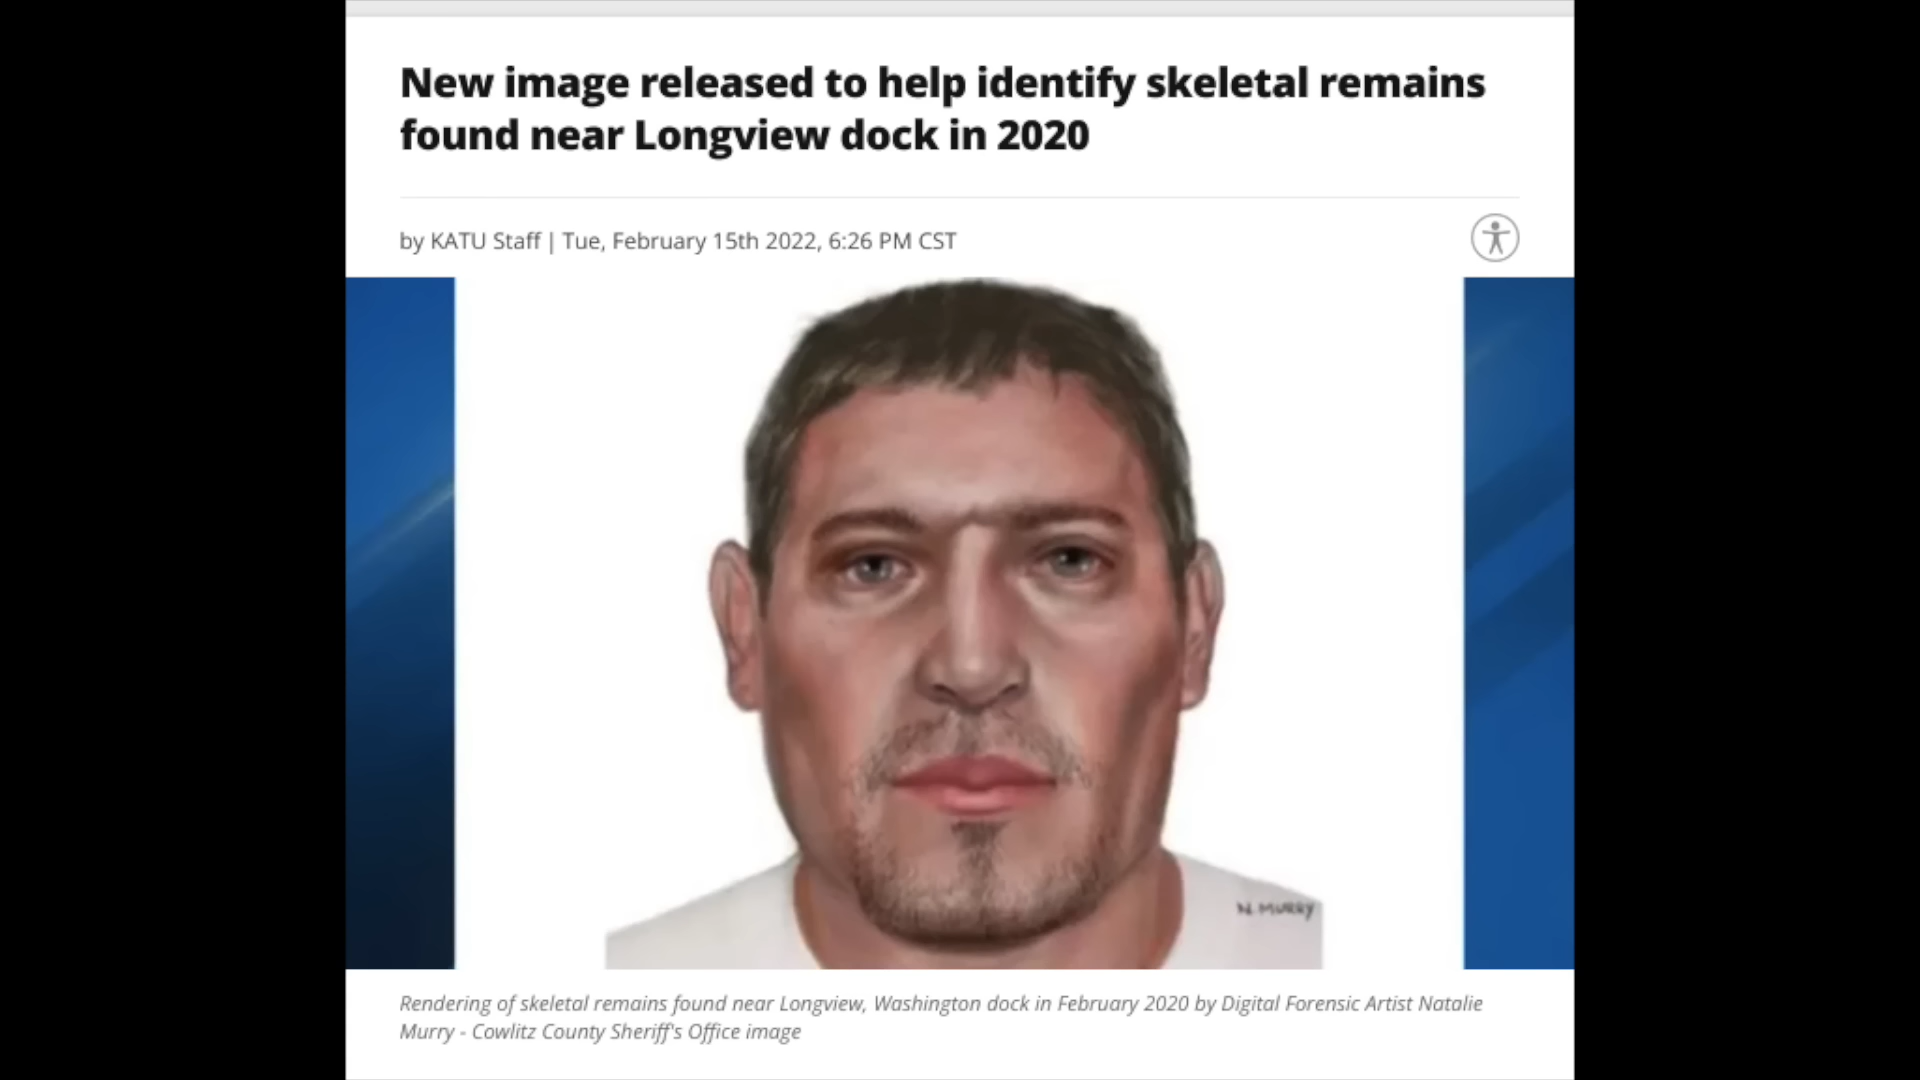 New image released to help identify skeletal remains
found near Longview dock in 2020
by KATU Staff | Tue, February 15th 2022, 6:26 PM CST
N. MURRY
Rendering of skeletal remains found near Longview, Washington dock in February 2020 by Digital Forensic Artist Natalie
Murry - Cowlitz County Sheriff's Office image